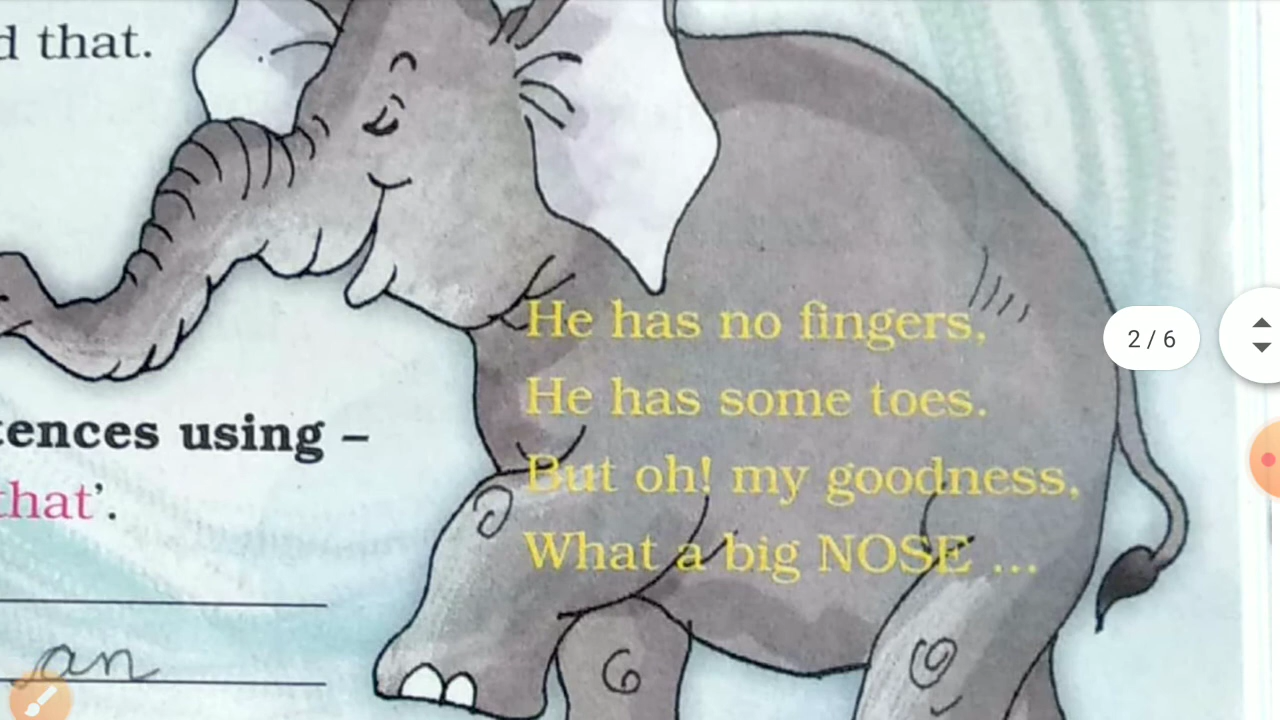 d that.
He has no fingers,
He has some toes.
But oh! my goodness,
What a big NOSE ...
tences using –
that'.
an
2 / 6